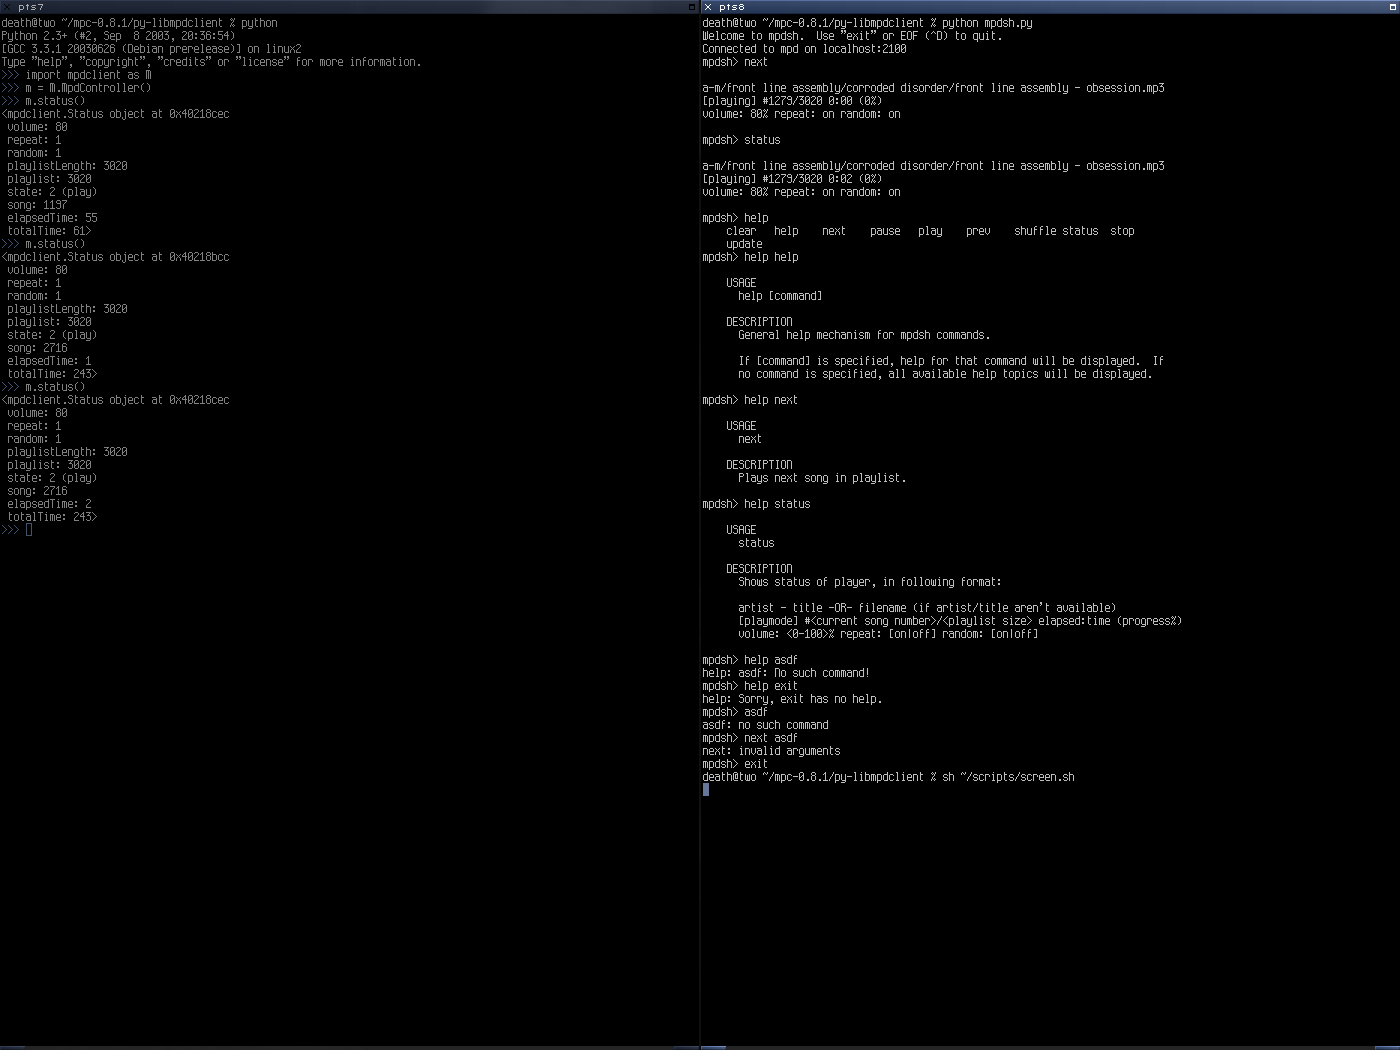 pts7
death@two ~/mpc-0.8.1/py-libmpdclient % python
Python 2.3+ (#2, Sep  8 2003, 20:36:54)
[GCC 3.3.1 20030626 (Debian prerelease)] on linux2
Type "help", "copyright", "credits" or "license" for more information.
>>> import mpdclient as M
>>> m = M.MpdController()
>>> m.status()
<mpdclient.Status object at 0x40218cec
 volume: 80
 repeat: 1
 random: 1
 playlistLength: 3020
 playlist: 3020
 state: 2 (play)
 song: 1197
 elapsedTime: 55
 totalTime: 61>
>>> m.status()
<mpdclient.Status object at 0x40218bcc
 volume: 80
 repeat: 1
 random: 1
 playlistLength: 3020
 playlist: 3020
 state: 2 (play)
 song: 2716
 elapsedTime: 1
 totalTime: 243>
>>> m.status()
<mpdclient.Status object at 0x40218cec
 volume: 80
 repeat: 1
 random: 1
 playlistLength: 3020
 playlist: 3020
 state: 2 (play)
 song: 2716
 elapsedTime: 2
 totalTime: 243>
>>>
pts8
death@two ~/mpc-0.8.1/py-libmpdclient % python mpdsh.py
Welcome to mpdsh.  Use "exit" or EOF (^D) to quit.
Connected to mpd on localhost:2100
mpdsh> next
a-m/front line assembly/corroded disorder/front line assembly - obsession.mp3
[playing] #1279/3020 0:00 (0%)
volume: 80% repeat: on random: on
mpdsh> status
a-m/front line assembly/corroded disorder/front line assembly - obsession.mp3
[playing] #1279/3020 0:02 (0%)
volume: 80% repeat: on random: on
mpdsh> help
    clear   help    next    pause   play    prev    shuffle status  stop
    update
mpdsh> help help
    USAGE
      help [command]
    DESCRIPTION
      General help mechanism for mpdsh commands.
      If [command] is specified, help for that command will be displayed.  If
      no command is specified, all available help topics will be displayed.
mpdsh> help next
    USAGE
      next
    DESCRIPTION
      Plays next song in playlist.
mpdsh> help status
    USAGE
      status
    DESCRIPTION
      Shows status of player, in following format:
      artist - title -OR- filename (if artist/title aren't available)
      [playmode] #<current song number>/<playlist size> elapsed:time (progress%)
      volume: <0-100>% repeat: [on|off] random: [on|off]
mpdsh> help asdf
help: asdf: No such command!
mpdsh> help exit
help: Sorry, exit has no help.
mpdsh> asdf
asdf: no such command
mpdsh> next asdf
next: invalid arguments
mpdsh> exit
death@two ~/mpc-0.8.1/py-libmpdclient % sh ~/scripts/screen.sh